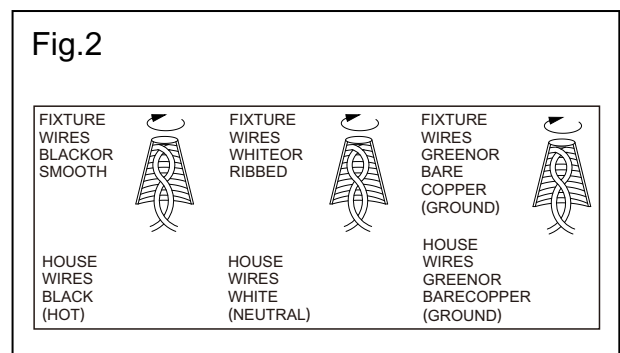 Fig.2
FIXTURE
WIRES
BLACKOR
SMOOTH
HOUSE
WIRES
BLACK
(HOT)
FIXTURE
WIRES
WHITEOR
RIBBED
HOUSE
WIRES
WHITE
(NEUTRAL)
FIXTURE
WIRES
GREENOR
BARE
COPPER
(GROUND)
HOUSE
WIRES
GREENOR
BARECOPPER
(GROUND)